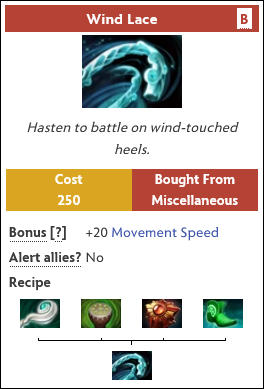 Wind Lace B
Hasten to battle on wind-touched
heels.
Cost Bought From
250 Miscellaneous
Bonus [?] +20 Movement Speed
Alert allies? No
Recipe